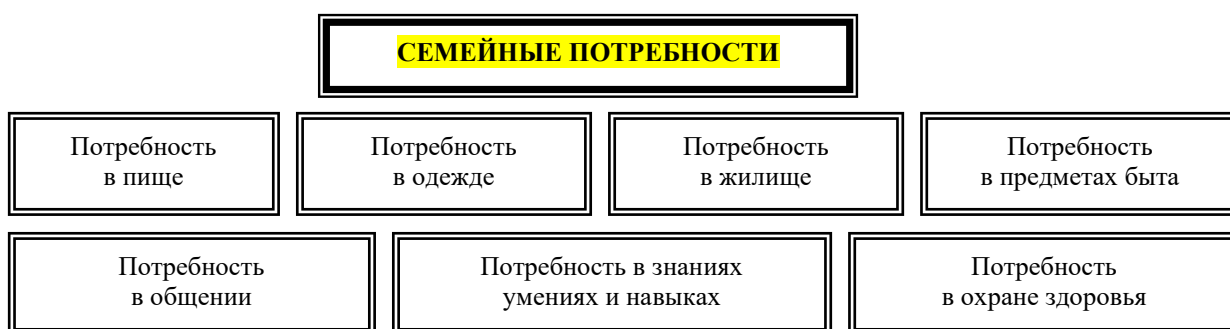 СЕМЕЙНЫЕ ПОТРЕБНОСТИ
Потребность
в пище
Потребность
в одежде
Потребность
в жилище
Потребность
в предметах быта
Потребность
в общении
Потребность в знаниях
умениях и навыках
Потребность
в охране здоровья